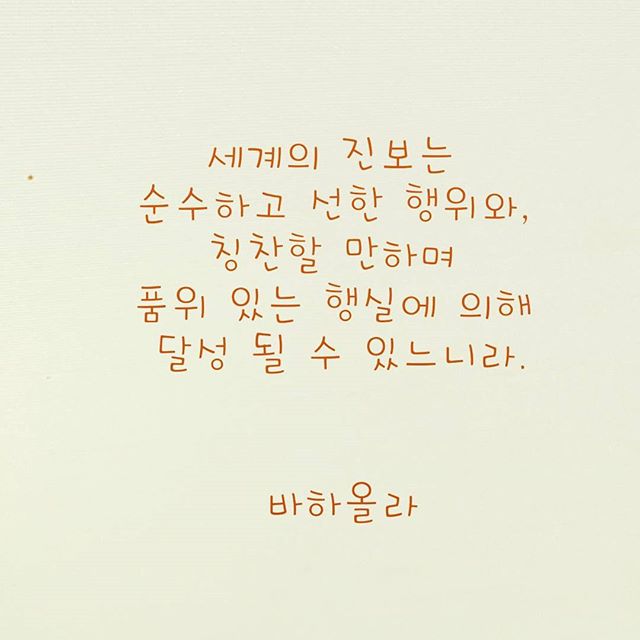 세계의 진보는
순수하고 선한 행위와,
칭찬할 만하며
품위 있는 행실에 의해
달성 될 수 있느니라.
바하올라